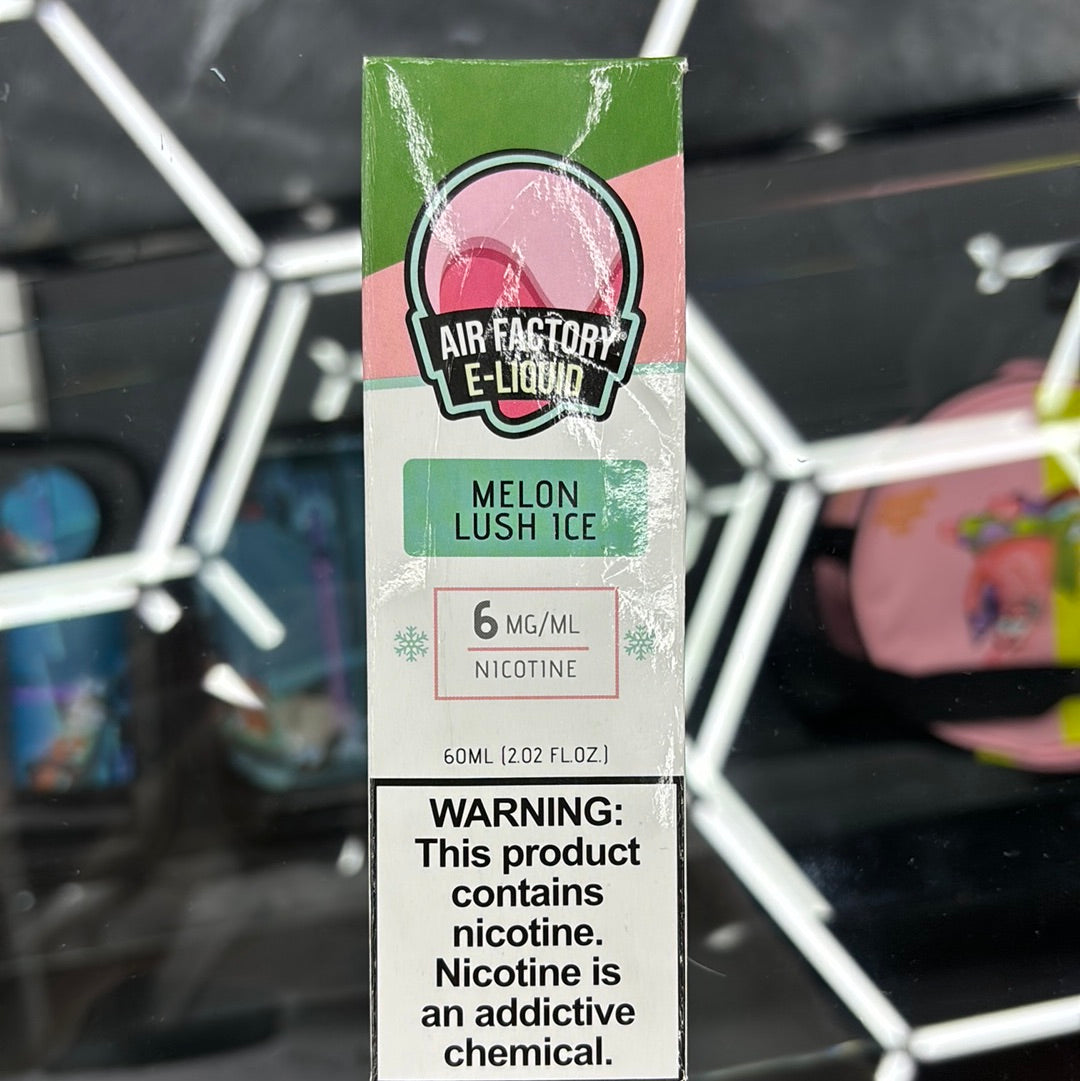 AIR FACTORY
E-LIQUID
MELON
LUSH ICE
6 MG/ML
NICOTINE
60ML (2.02 FL.OZ.)
WARNING:
This product
contains
nicotine.
Nicotine is
an addictive
chemical.